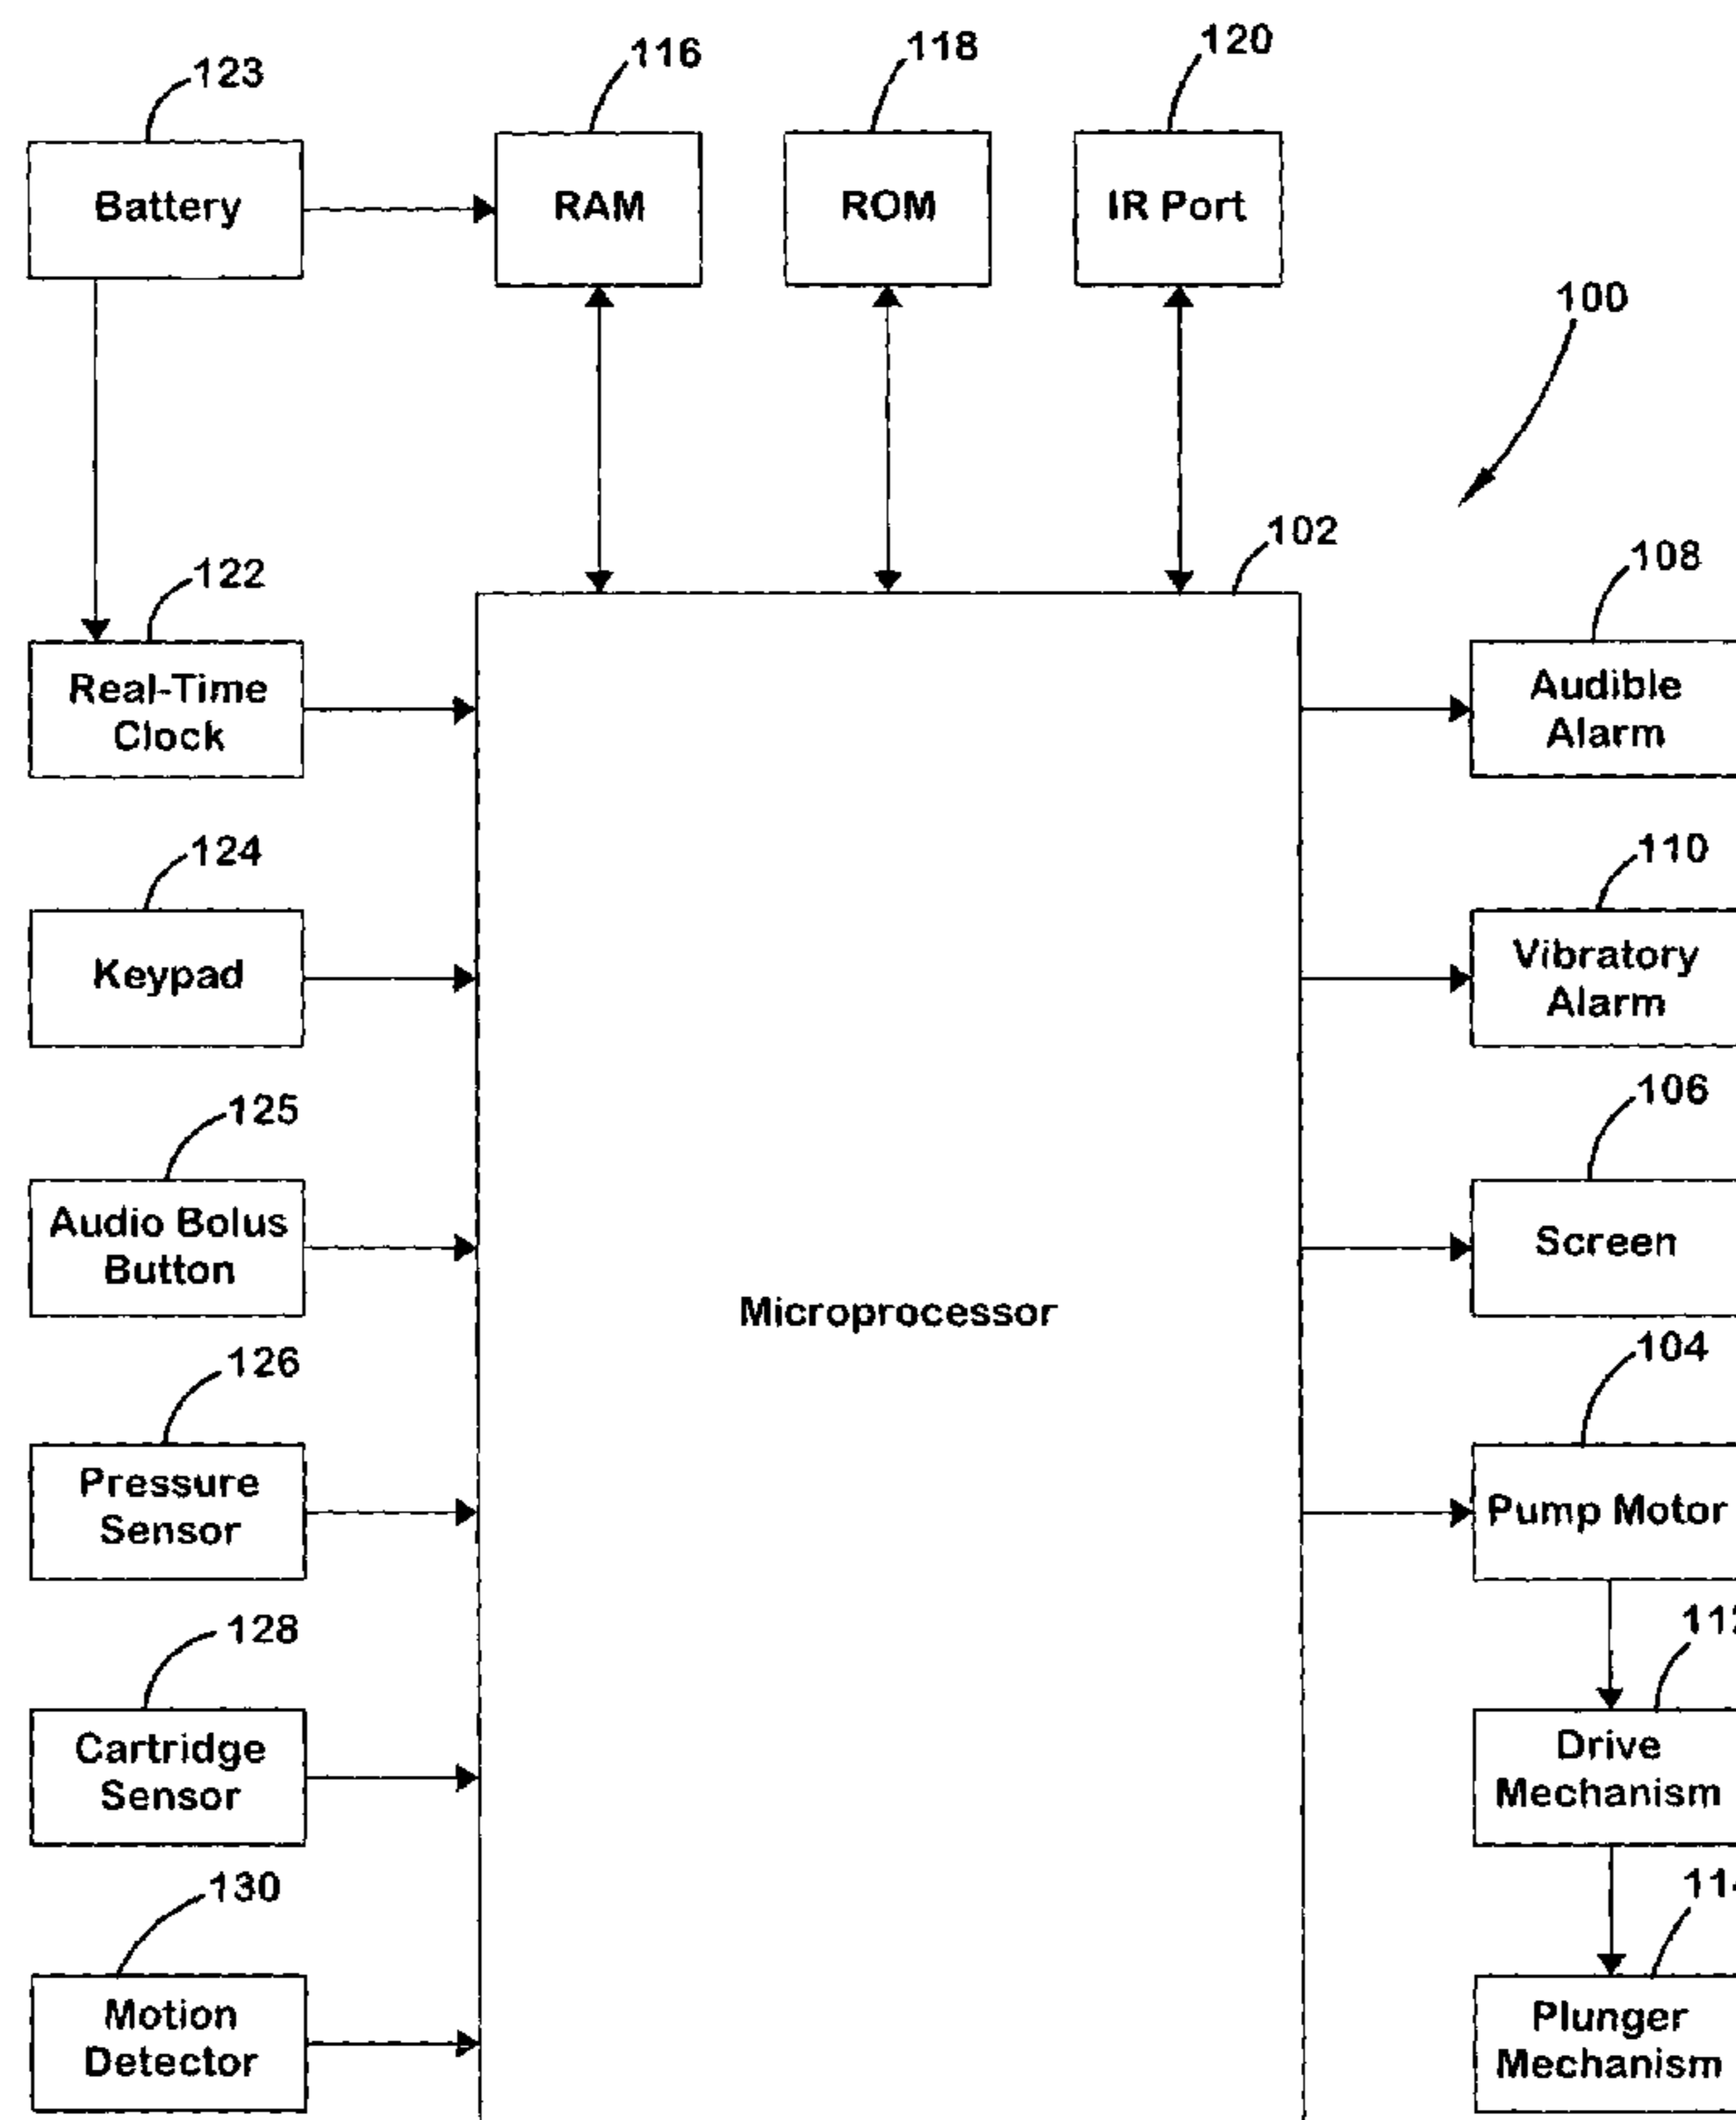 123
116
118
120
Battery
RAM
ROM
IR Port
100
102
122
108
Real-Time
Clock
Audible
Alarm
124
110
Keypad
Vibratory
Alarm
125
106
Audio Bolus
Button
Screen
Microprocessor
126
104
Pressure
Sensor
Pump Motor
128
112
Cartridge
Sensor
Drive
Mechanism
130
11
Motion
Detector
Plunger
Mechanism